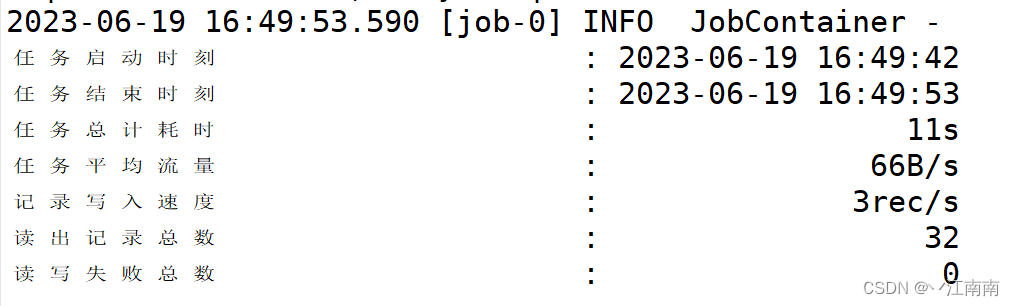 2023-06-19 16:49:53.590 [job-0] INFO  JobContainer -
任务启动时刻                    : 2023-06-19 16:49:42
任务结束时刻                    : 2023-06-19 16:49:53
任务总计耗时                    :                 11s
任务平均流量                    :               66B/s
记录写入速度                    :              3rec/s
读出记录总数                    :                  32
读写失败总数                    :                   0
CSDN @丶江南南